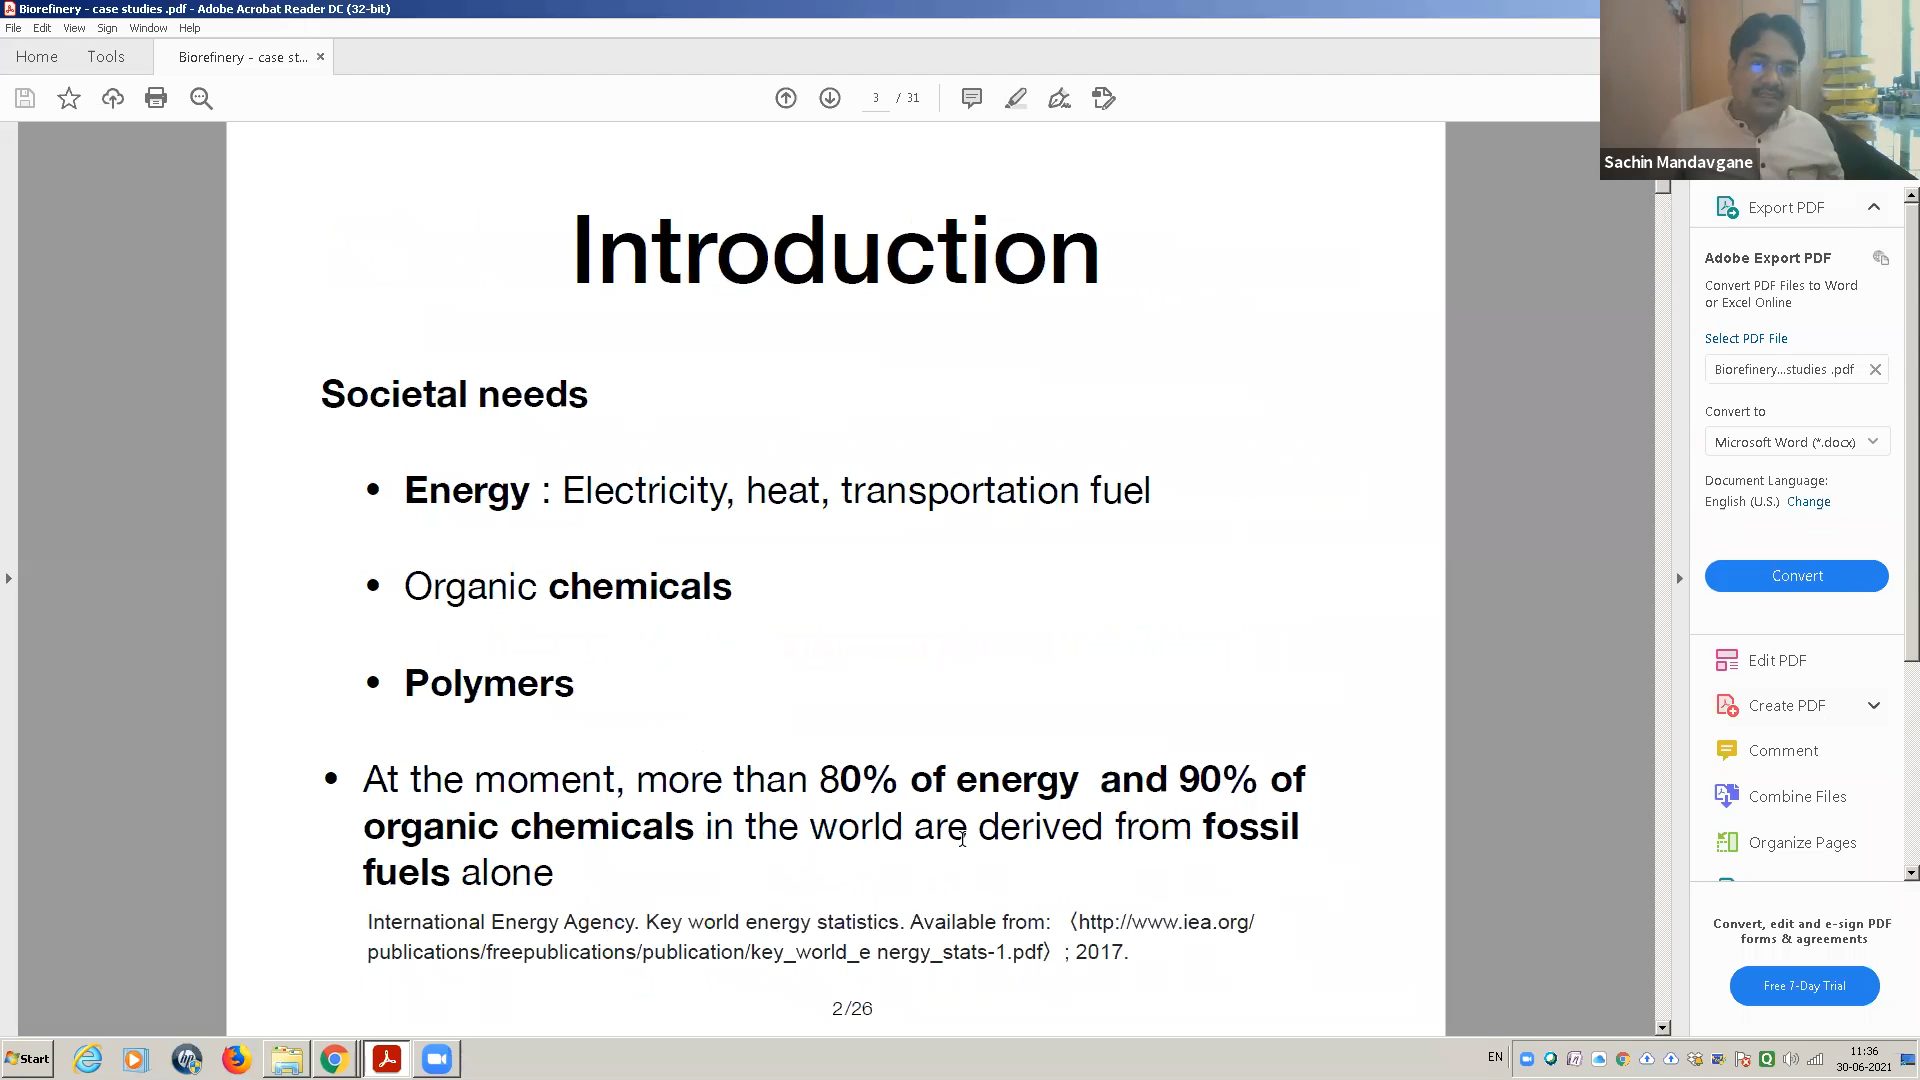 Biorefinery - case studies .pdf - Adobe Acrobat Reader DC (32-bit)
File Edit View Sign Window Help
Home Tools Biorefinery - case st... ×
3 / 31
Sachin Mandavgane
Introduction
Societal needs
• Energy : Electricity, heat, transportation fuel
• Organic chemicals
• Polymers
• At the moment, more than 80% of energy and 90% of
organic chemicals in the world are derived from fossil
fuels alone
International Energy Agency. Key world energy statistics. Available from: 〈http://www.iea.org/
publications/freepublications/publication/key_world_e nergy_stats-1.pdf〉 ; 2017.
2/26
Export PDF
Adobe Export PDF
Convert PDF Files to Word
or Excel Online
Select PDF File
Biorefinery...studies .pdf
Convert to
Microsoft Word (*.docx)
Document Language:
English (U.S.) Change
Convert
Edit PDF
Create PDF
Comment
Combine Files
Organize Pages
Convert, edit and e-sign PDF
forms & agreements
Free 7-Day Trial
Start
EN
11:36
30-06-2021